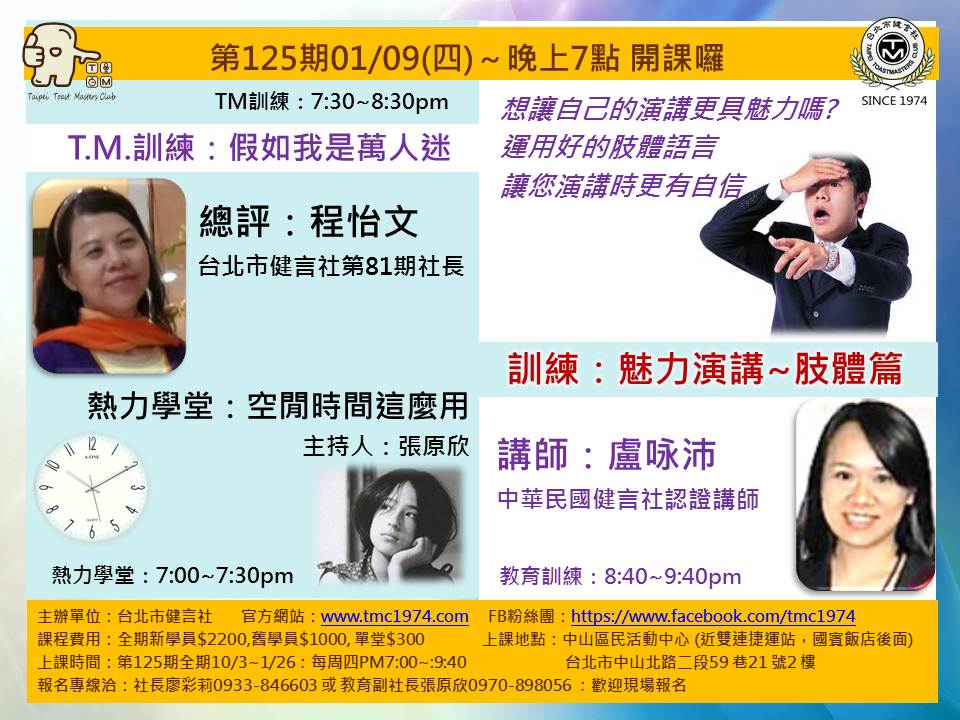 第125期01/09(四)～晚上7點 開課囉
T健
M言
Taipei Toast Masters Club
台北市健言社
TM
TAIPEI TOASTMASTERS CLUB
SINCE 1974
TM訓練：7:30~8:30pm
T.M.訓練：假如我是萬人迷
總評：程怡文
台北市健言社第81期社長
熱力學堂：空閒時間這麼用
主持人：張原欣
熱力學堂：7:00~7:30pm
想讓自己的演講更具魅力嗎?
運用好的肢體語言
讓您演講時更有自信
訓練：魅力演講~肢體篇
講師：盧咏沛
中華民國健言社認證講師
教育訓練：8:40~9:40pm
主辦單位：台北市健言社 官方網站：www.tmc1974.com FB粉絲團：https://www.facebook.com/tmc1974
課程費用：全期新學員$2200,舊學員$1000, 單堂$300 上課地點：中山區民活動中心 (近雙連捷運站，國賓飯店後面)
上課時間：第125期全期10/3~1/26：每周四PM7:00~:9:40 台北市中山北路二段59 巷21 號2 樓
報名專線洽：社長廖彩莉0933-846603 或 教育副社長張原欣0970-898056 ：歡迎現場報名